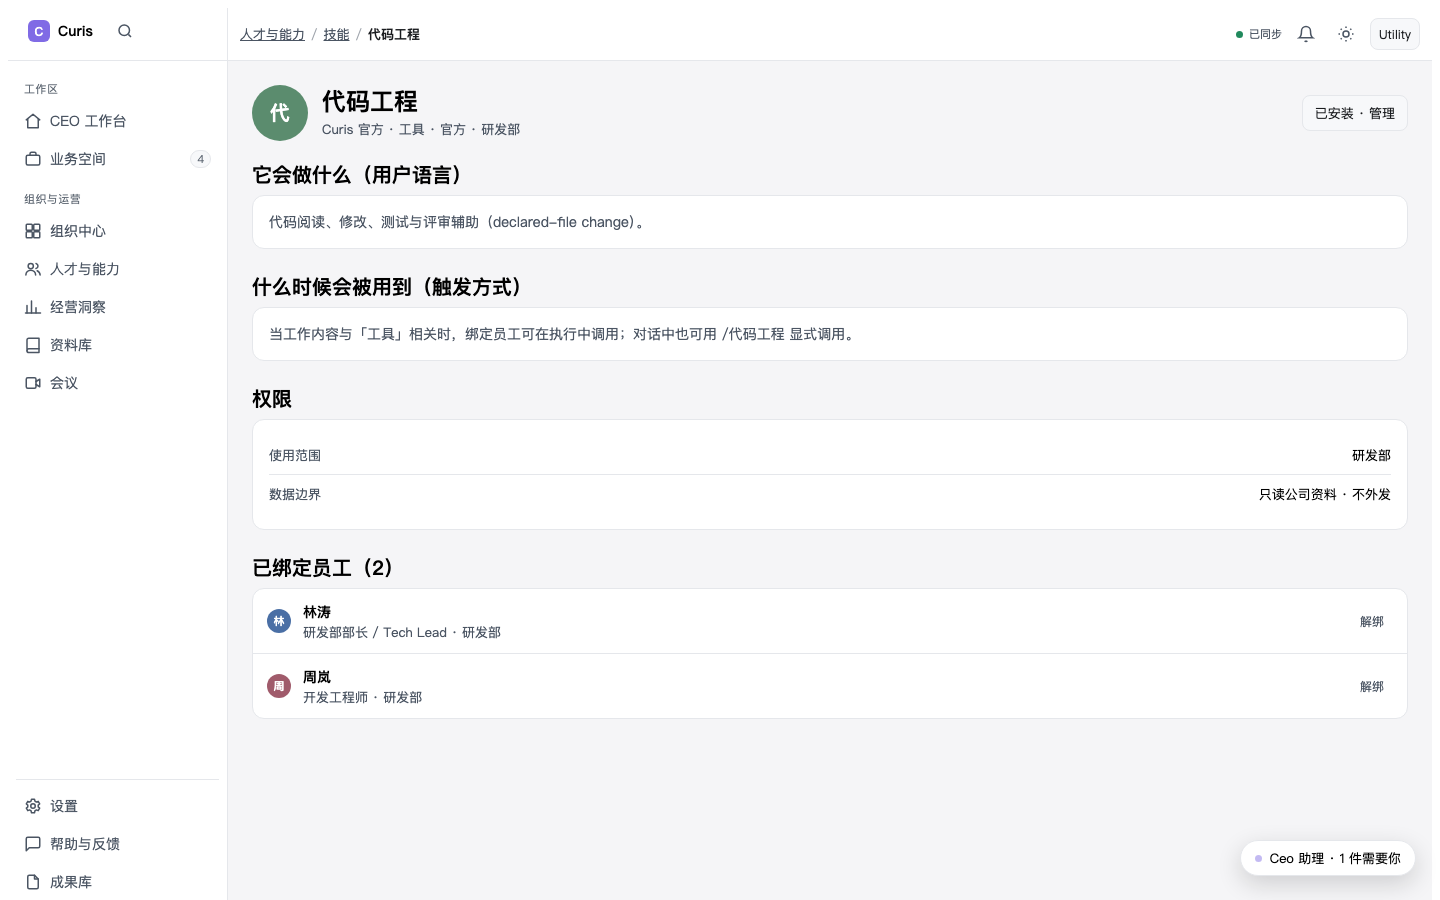 C Curis
人才与能力 / 技能 / 代码工程
已同步
Utility
工作区
CEO 工作台
业务空间 4
组织与运营
组织中心
人才与能力
经营洞察
资料库
会议
设置
帮助与反馈
成果库
代
代码工程
Curis 官方 · 工具 · 官方 · 研发部
已安装 · 管理
它会做什么（用户语言）
代码阅读、修改、测试与评审辅助（declared-file change）。
什么时候会被用到（触发方式）
当工作内容与「工具」相关时，绑定员工可在执行中调用；对话中也可用 /代码工程 显式调用。
权限
使用范围 研发部
数据边界 只读公司资料 · 不外发
已绑定员工（2）
林
林涛
研发部部长 / Tech Lead · 研发部
解绑
周
周岚
开发工程师 · 研发部
解绑
Ceo 助理 · 1 件需要你